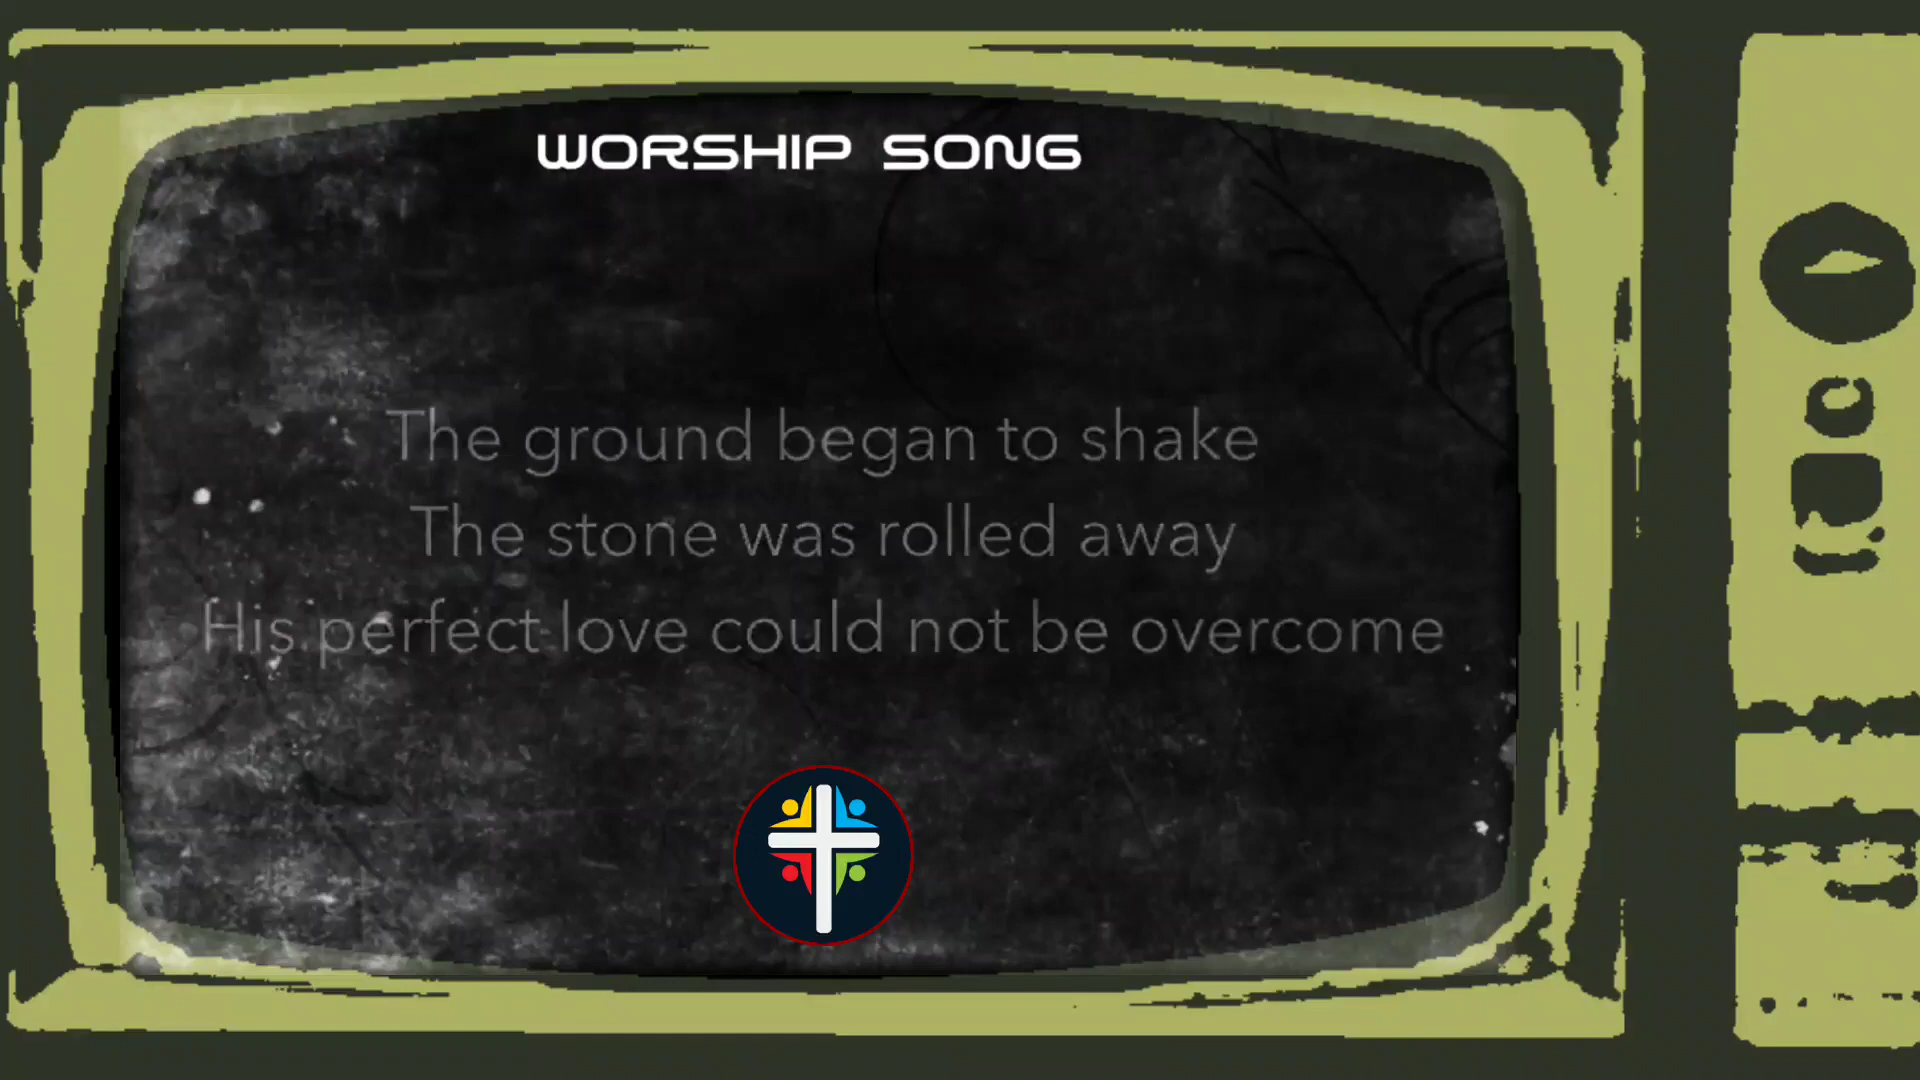 WORSHIP SONG
The ground began to shake
The stone was rolled away
His perfect love could not be overcome